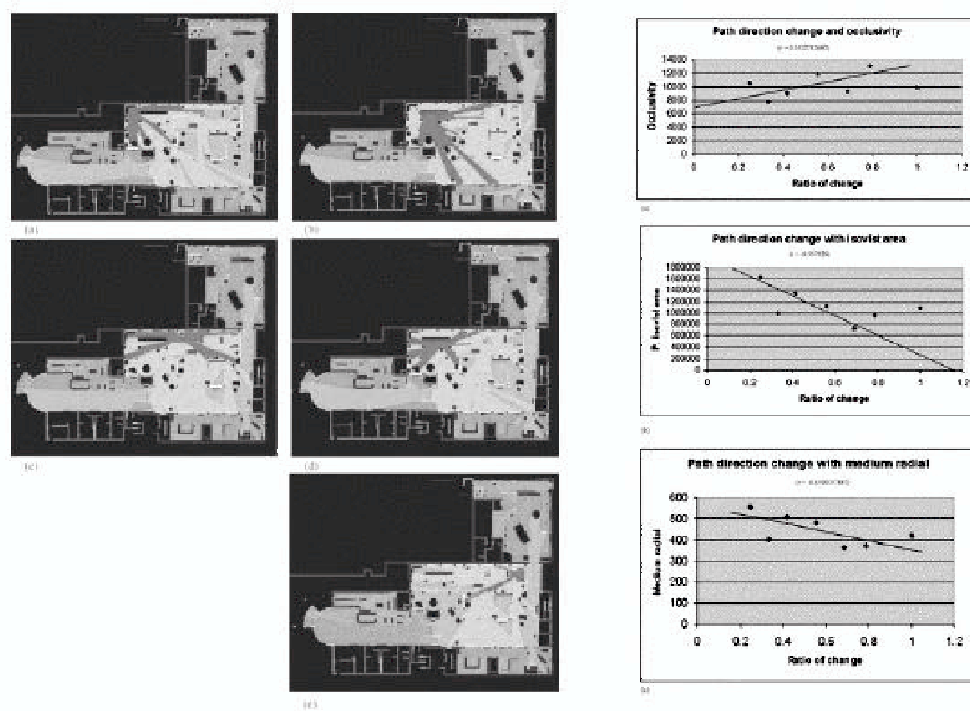 (a)
(b)
(c)
(d)
(e)
Path direction change and occlusivity
14000
12000
10000
8000
6000
4000
2000
0
Occlusivity
0 0.2 0.4 0.6 0.8 1 1.2
Ratio of change
(a)
Path direction change with isovist area
1800000
1600000
1400000
1200000
1000000
800000
600000
400000
200000
0
isovist area
0 0.2 0.4 0.6 0.8 1 1.2
Ratio of change
(b)
Path direction change with medium radial
600
500
400
300
200
100
0
Medium radial
0 0.2 0.4 0.6 0.8 1 1.2
Ratio of change